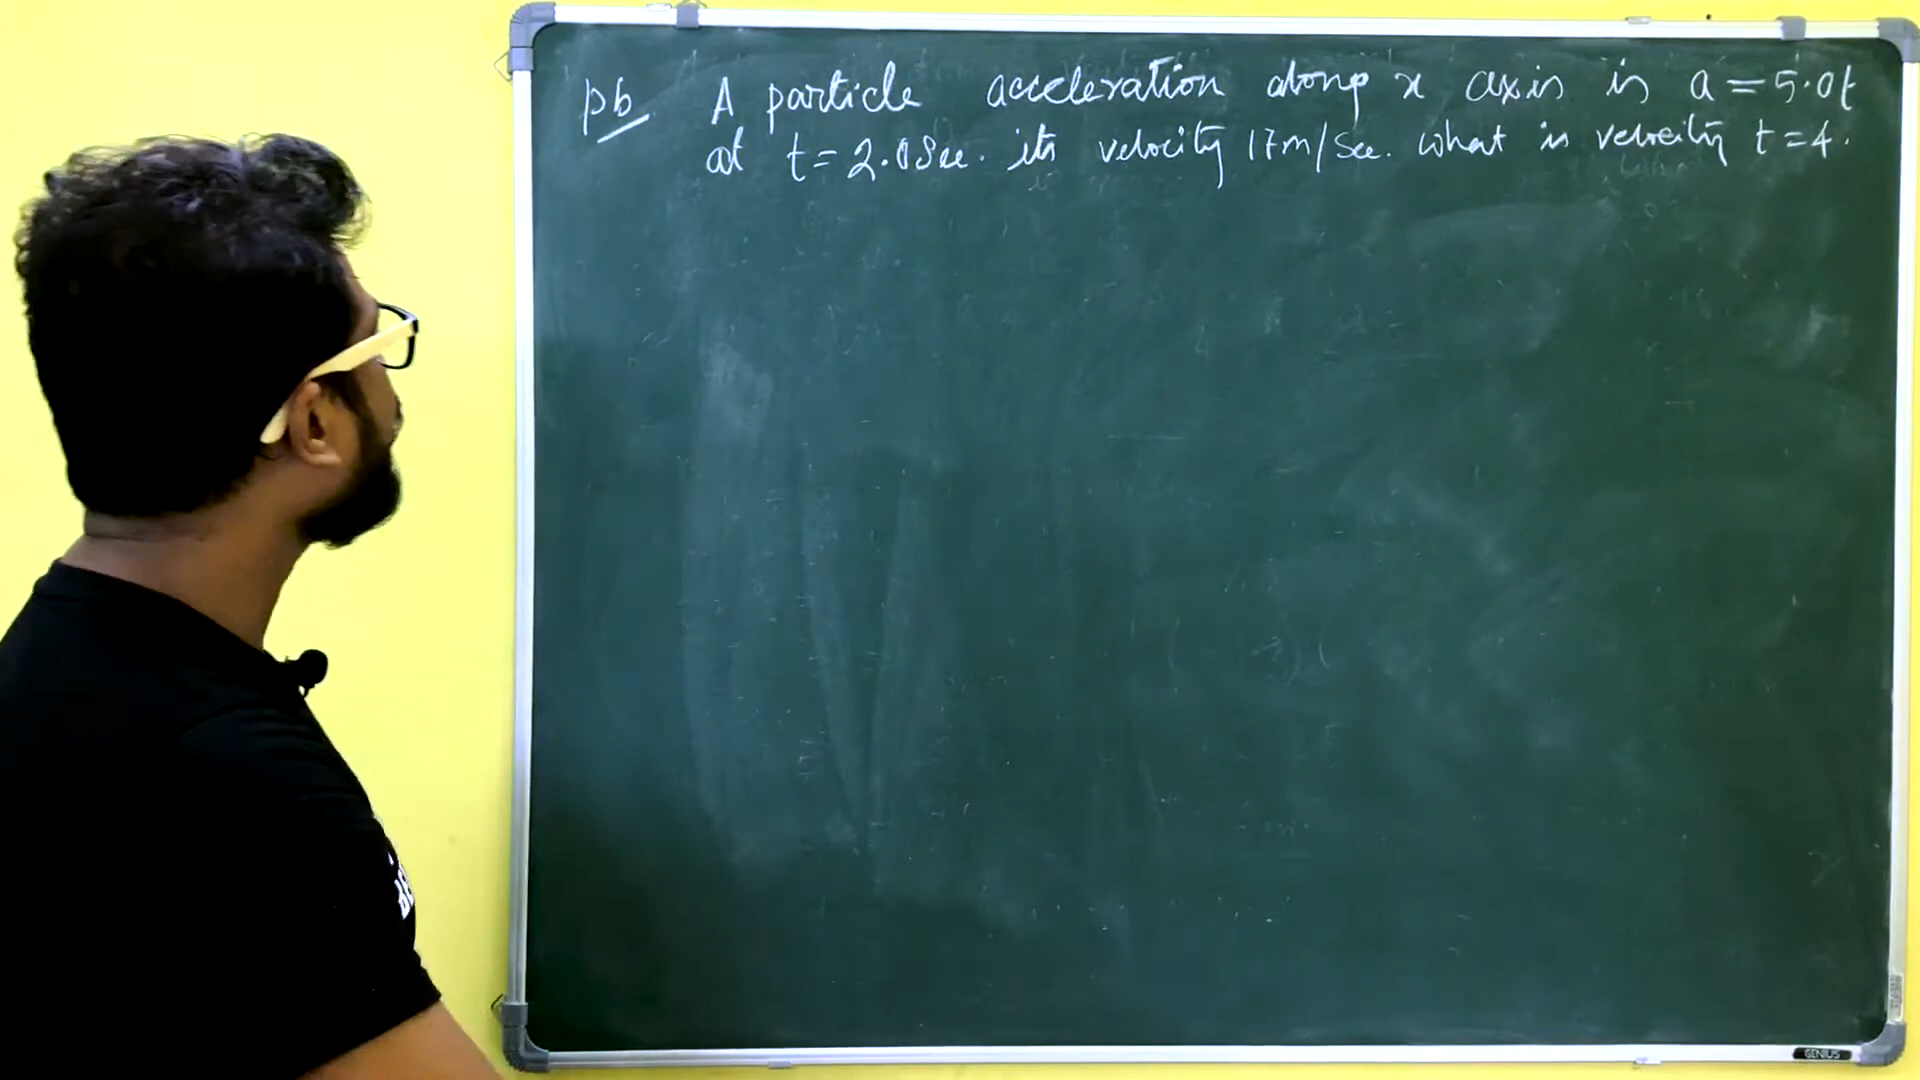 pb A particle acceleration along x axis is a = 5.0t
at t = 2.0 Sec. its velocity 17m/Sec. what is velocity t = 4.
GENIUS